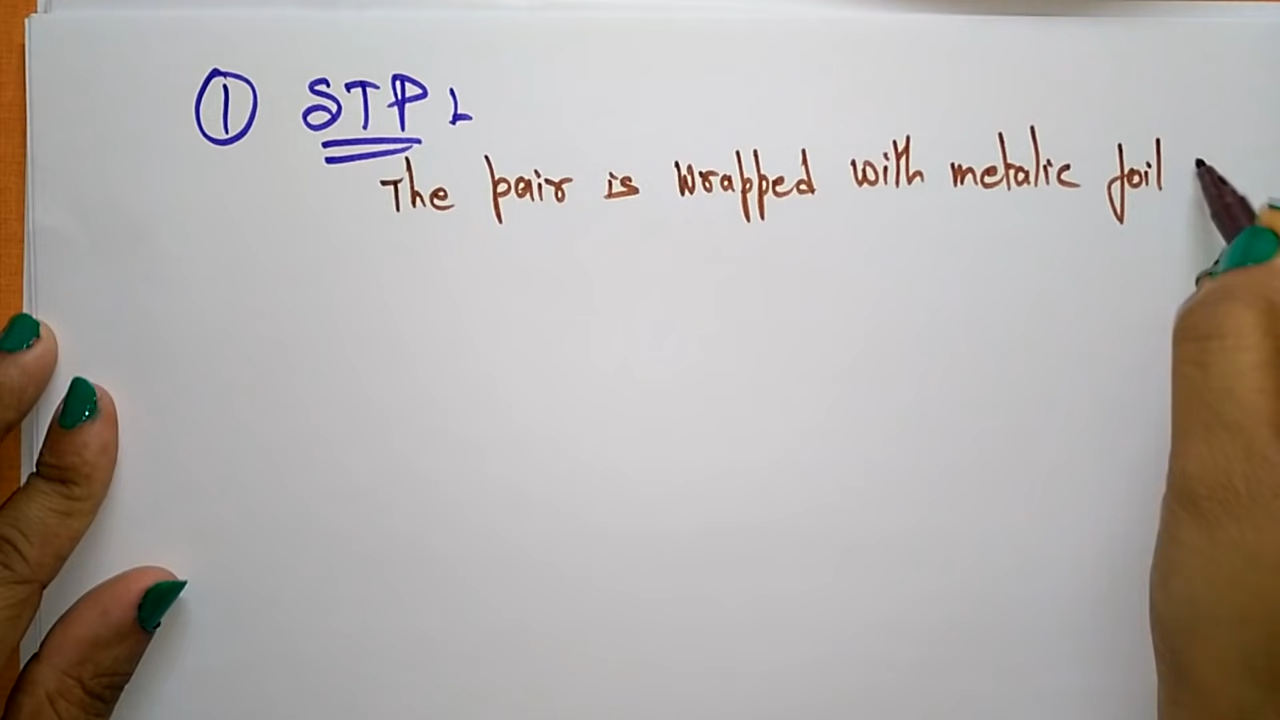 ① STP :
The pair is wrapped with metalic foil